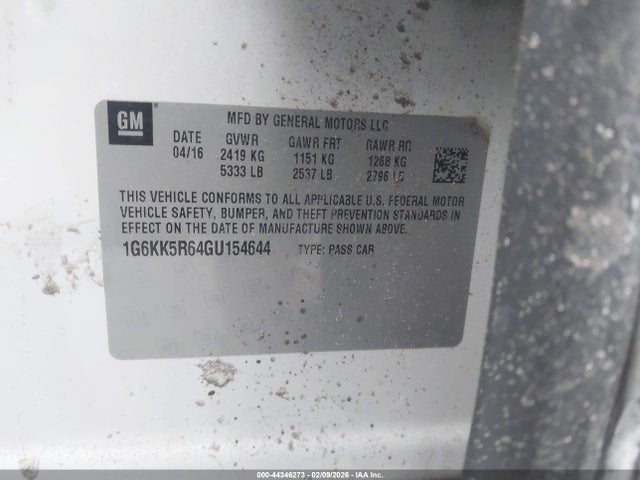 GM
MFD BY GENERAL MOTORS LLC
DATE GVWR GAWR FRT GAWR RR
04/16 2419 KG 1151 KG 1268 KG
5333 LB 2537 LB 2796 LB
THIS VEHICLE CONFORMS TO ALL APPLICABLE U.S. FEDERAL MOTOR
VEHICLE SAFETY, BUMPER, AND THEFT PREVENTION STANDARDS IN
EFFECT ON THE DATE OF MANUFACTURE SHOWN ABOVE.
1G6KK5R64GU154644 TYPE: PASS CAR
000-44346273 - 02/09/2026 - IAAI.CA